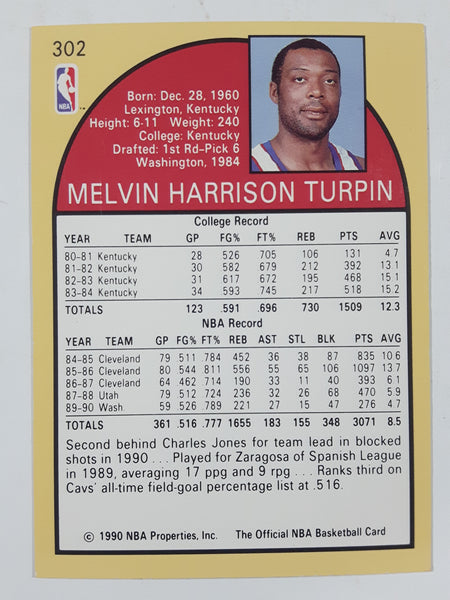 302
NBA
Born: Dec. 28, 1960
Lexington, Kentucky
Height: 6-11 Weight: 240
College: Kentucky
Drafted: 1st Rd-Pick 6
Washington, 1984
MELVIN HARRISON TURPIN
College Record
YEAR TEAM GP FG% FT% REB PTS AVG
80-81 Kentucky 28 526 705 106 131 4.7
81-82 Kentucky 30 582 679 212 392 13.1
82-83 Kentucky 31 617 672 195 468 15.1
83-84 Kentucky 34 593 745 217 518 15.2
TOTALS 123 .591 .696 730 1509 12.3
NBA Record
YEAR TEAM GP FG% FT% REB AST STL BLK PTS AVG
84-85 Cleveland 79 .511 .784 452 36 38 87 835 10.6
85-86 Cleveland 80 .544 .811 556 55 65 106 1097 13.7
86-87 Cleveland 64 .462 .714 190 33 11 40 393 6.1
87-88 Utah 79 .512 .724 236 32 26 68 470 5.9
89-90 Wash 59 .526 .789 221 27 15 47 276 4.7
TOTALS 361 .516 .777 1655 183 155 348 3071 8.5
Second behind Charles Jones for team lead in blocked
shots in 1990 ... Played for Zaragosa of Spanish League
in 1989, averaging 17 ppg and 9 rpg ... Ranks third on
Cavs' all-time field-goal percentage list at .516.
© 1990 NBA Properties, Inc. The Official NBA Basketball Card